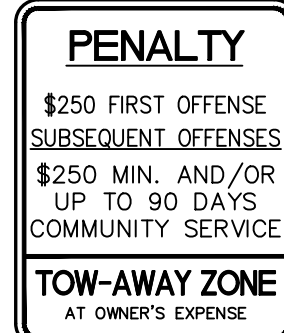 PENALTY
$250 FIRST OFFENSE
SUBSEQUENT OFFENSES
$250 MIN. AND/OR
UP TO 90 DAYS
COMMUNITY SERVICE
TOW-AWAY ZONE
AT OWNER'S EXPENSE